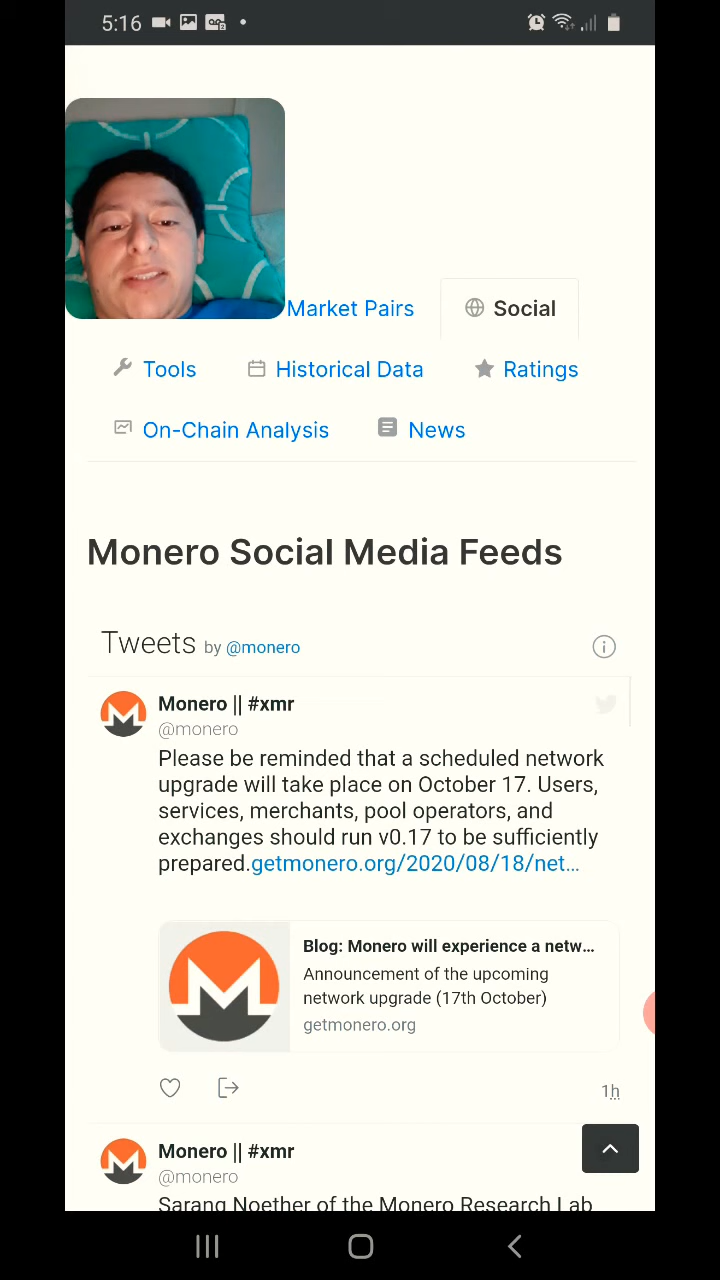 5:16
Market Pairs
Social
Tools
Historical Data
Ratings
On-Chain Analysis
News
Monero Social Media Feeds
Tweets by @monero
Monero || #xmr
@monero
Please be reminded that a scheduled network
upgrade will take place on October 17. Users,
services, merchants, pool operators, and
exchanges should run v0.17 to be sufficiently
prepared.getmonero.org/2020/08/18/net…
Blog: Monero will experience a netw...
Announcement of the upcoming
network upgrade (17th October)
getmonero.org
1h
Monero || #xmr
@monero
Sarang Noether of the Monero Research Lab